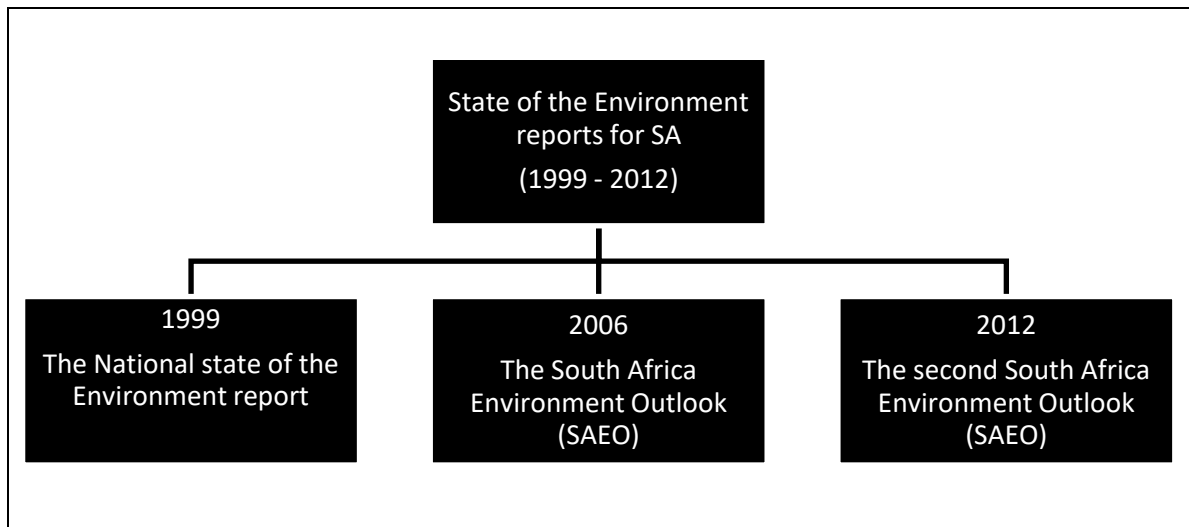 State of the Environment
reports for SA
(1999 - 2012)
1999
The National state of the
Environment report
2006
The South Africa
Environment Outlook
(SAEO)
2012
The second South Africa
Environment Outlook
(SAEO)